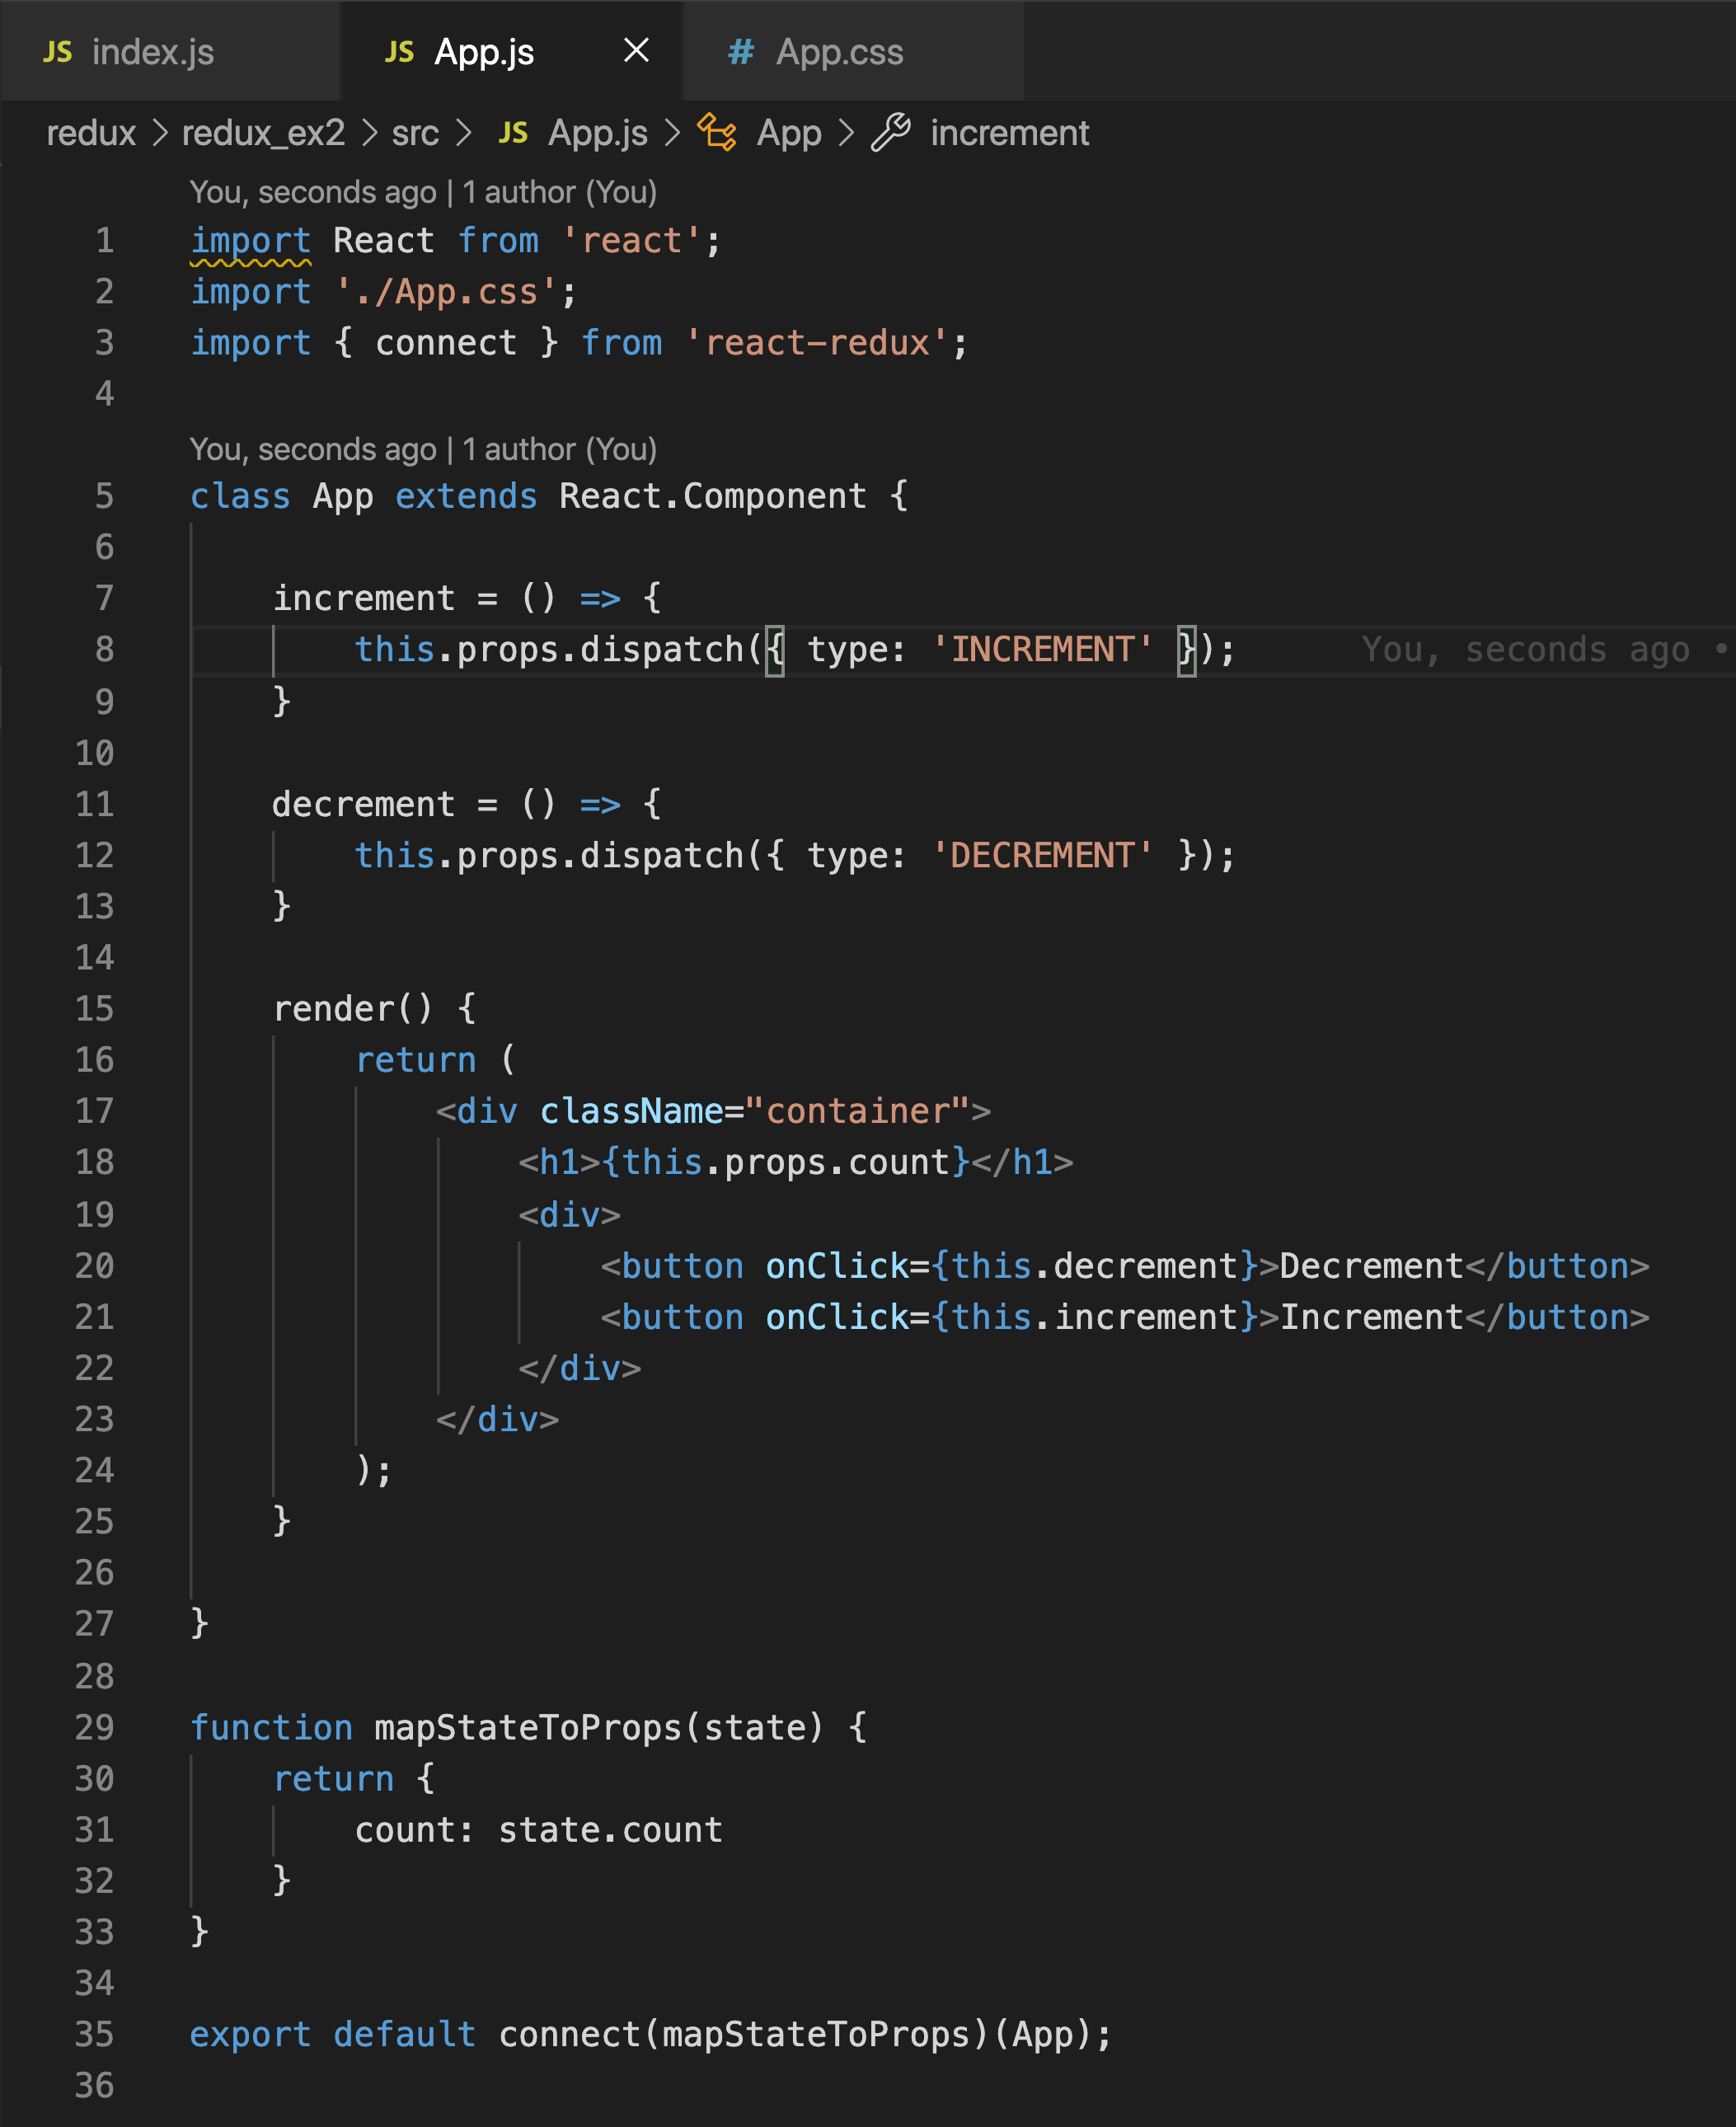 JS index.js JS App.js # App.css
redux > redux_ex2 > src > JS App.js > App > increment
You, seconds ago | 1 author (You)
1 import React from 'react';
2 import './App.css';
3 import { connect } from 'react-redux';
4
You, seconds ago | 1 author (You)
5 class App extends React.Component {
6
7     increment = () => {
8         this.props.dispatch({ type: 'INCREMENT' }); You, seconds ago •
9     }
10
11     decrement = () => {
12         this.props.dispatch({ type: 'DECREMENT' });
13     }
14
15     render() {
16         return (
17             <div className="container">
18                 <h1>{this.props.count}</h1>
19                 <div>
20                     <button onClick={this.decrement}>Decrement</button>
21                     <button onClick={this.increment}>Increment</button>
22                 </div>
23             </div>
24         );
25     }
26
27 }
28
29 function mapStateToProps(state) {
30     return {
31         count: state.count
32     }
33 }
34
35 export default connect(mapStateToProps)(App);
36